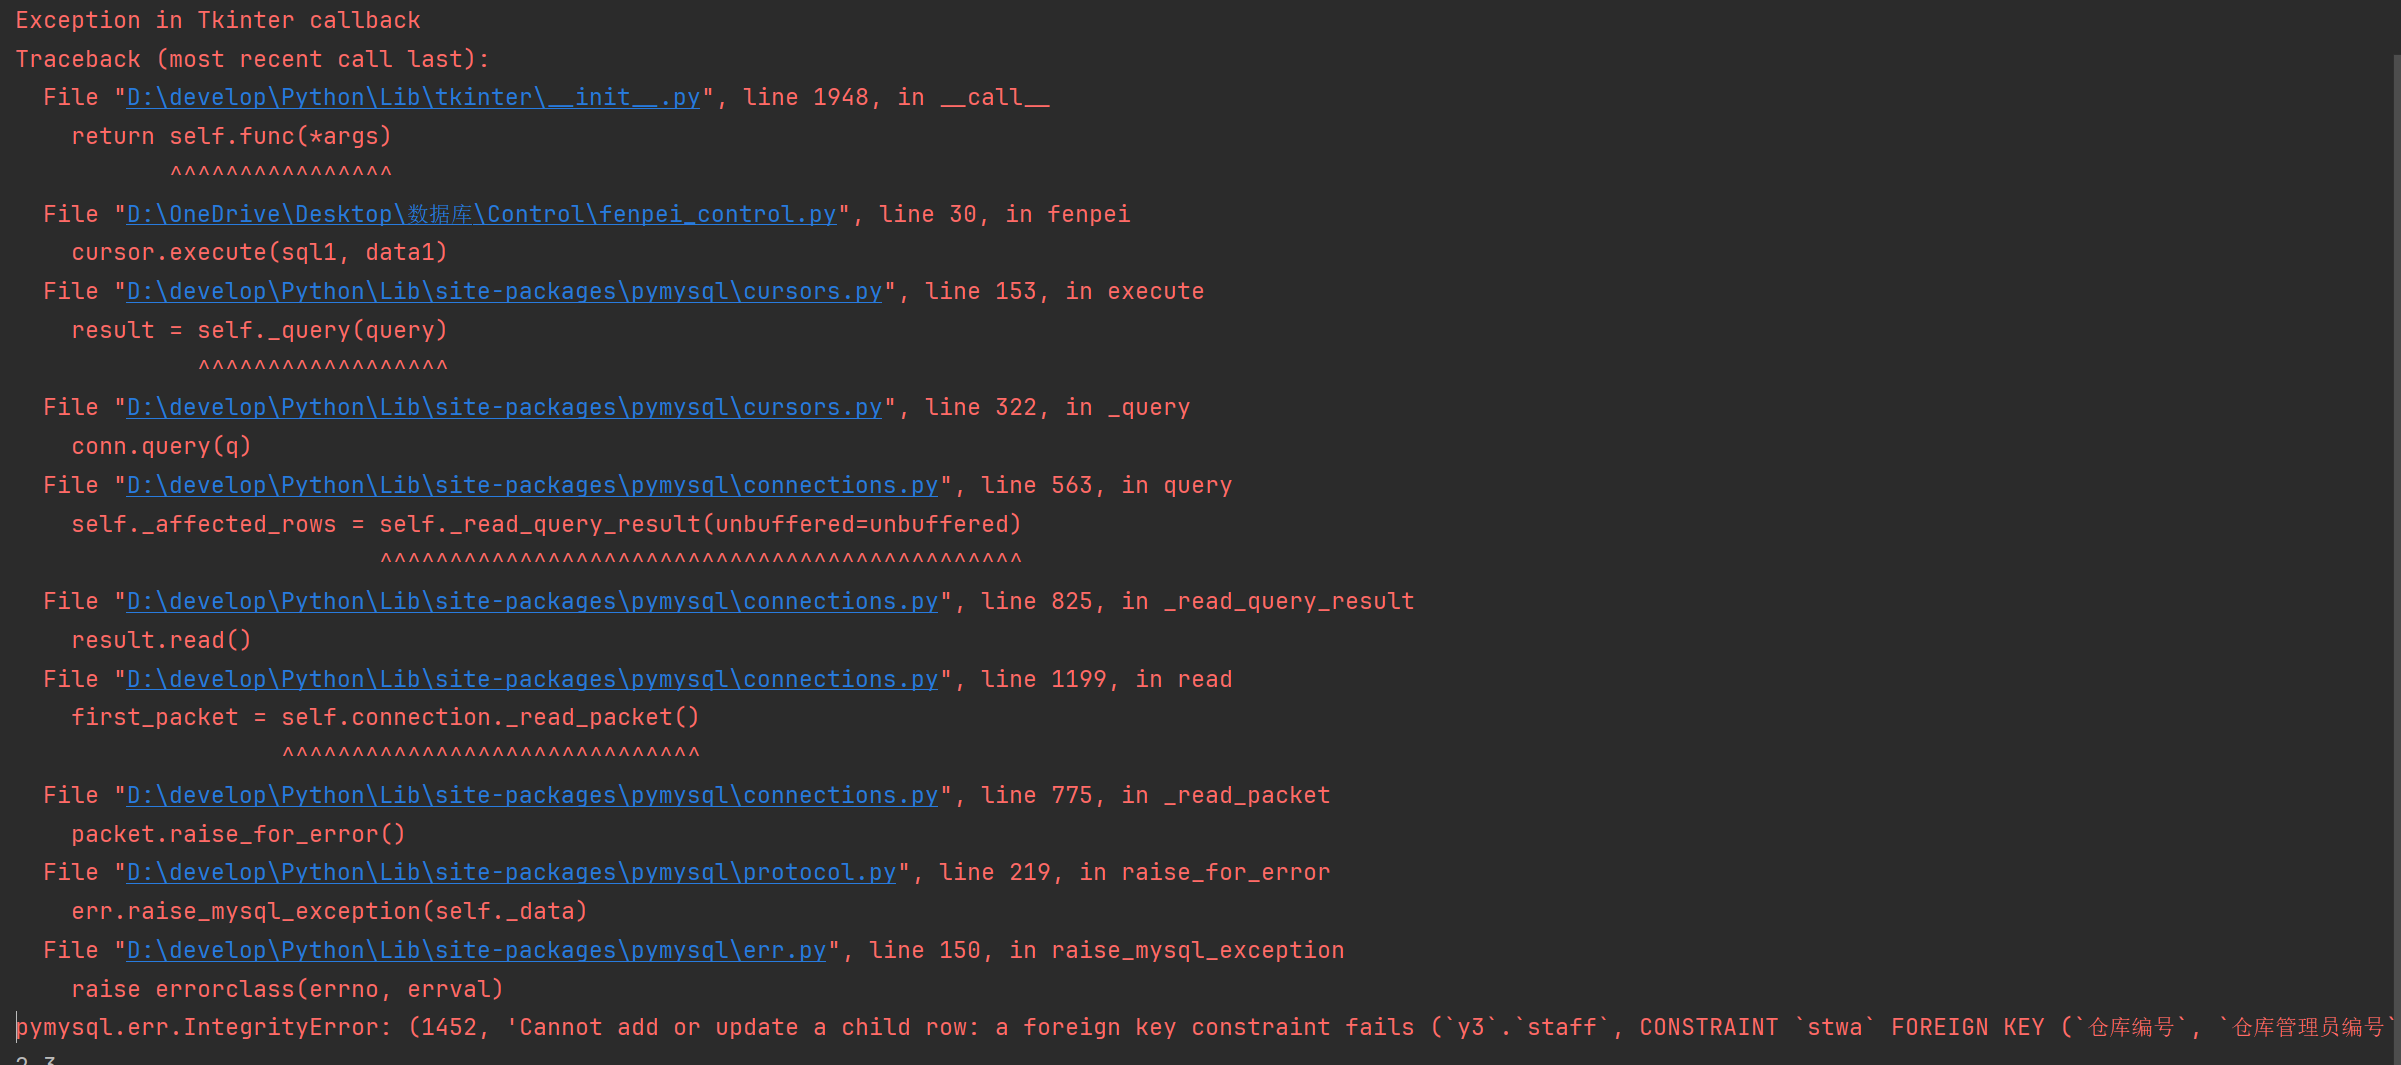 Exception in Tkinter callback
Traceback (most recent call last):
  File "D:\develop\Python\Lib\tkinter\__init__.py", line 1948, in __call__
    return self.func(*args)
           ^^^^^^^^^^^^^^^^
  File "D:\OneDrive\Desktop\数据库\Control\fenpei_control.py", line 30, in fenpei
    cursor.execute(sql1, data1)
  File "D:\develop\Python\Lib\site-packages\pymysql\cursors.py", line 153, in execute
    result = self._query(query)
             ^^^^^^^^^^^^^^^^^^
  File "D:\develop\Python\Lib\site-packages\pymysql\cursors.py", line 322, in _query
    conn.query(q)
  File "D:\develop\Python\Lib\site-packages\pymysql\connections.py", line 563, in query
    self._affected_rows = self._read_query_result(unbuffered=unbuffered)
                          ^^^^^^^^^^^^^^^^^^^^^^^^^^^^^^^^^^^^^^^^^^^^^^
  File "D:\develop\Python\Lib\site-packages\pymysql\connections.py", line 825, in _read_query_result
    result.read()
  File "D:\develop\Python\Lib\site-packages\pymysql\connections.py", line 1199, in read
    first_packet = self.connection._read_packet()
                   ^^^^^^^^^^^^^^^^^^^^^^^^^^^^^^
  File "D:\develop\Python\Lib\site-packages\pymysql\connections.py", line 775, in _read_packet
    packet.raise_for_error()
  File "D:\develop\Python\Lib\site-packages\pymysql\protocol.py", line 219, in raise_for_error
    err.raise_mysql_exception(self._data)
  File "D:\develop\Python\Lib\site-packages\pymysql\err.py", line 150, in raise_mysql_exception
    raise errorclass(errno, errval)
pymysql.err.IntegrityError: (1452, 'Cannot add or update a child row: a foreign key constraint fails (`y3`.`staff`, CONSTRAINT `stwa` FOREIGN KEY (`仓库编号`, `仓库管理员编号`